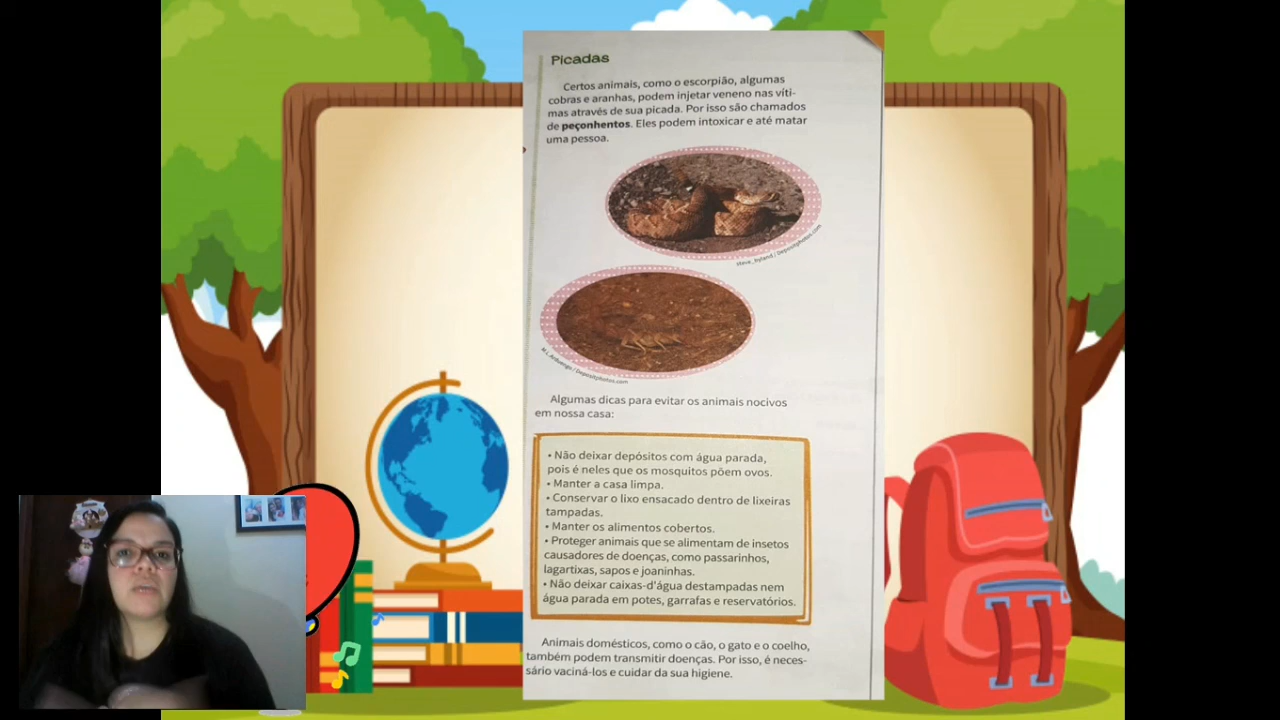 Picadas
Certos animais, como o escorpião, algumas
cobras e aranhas, podem injetar veneno nas víti-
mas através de sua picada. Por isso são chamados
de peçonhentos. Eles podem intoxicar e até matar
uma pessoa.
Steve_byland / Depositphotos.com
M.L.Arduengo / Depositphotos.com
Algumas dicas para evitar os animais nocivos
em nossa casa:
• Não deixar depósitos com água parada,
pois é neles que os mosquitos põem ovos.
• Manter a casa limpa.
• Conservar o lixo ensacado dentro de lixeiras
tampadas.
• Manter os alimentos cobertos.
• Proteger animais que se alimentam de insetos
causadores de doenças, como passarinhos,
lagartixas, sapos e joaninhas.
• Não deixar caixas-d'água destampadas nem
água parada em potes, garrafas e reservatórios.
Animais domésticos, como o cão, o gato e o coelho,
também podem transmitir doenças. Por isso, é neces-
sário vaciná-los e cuidar da sua higiene.